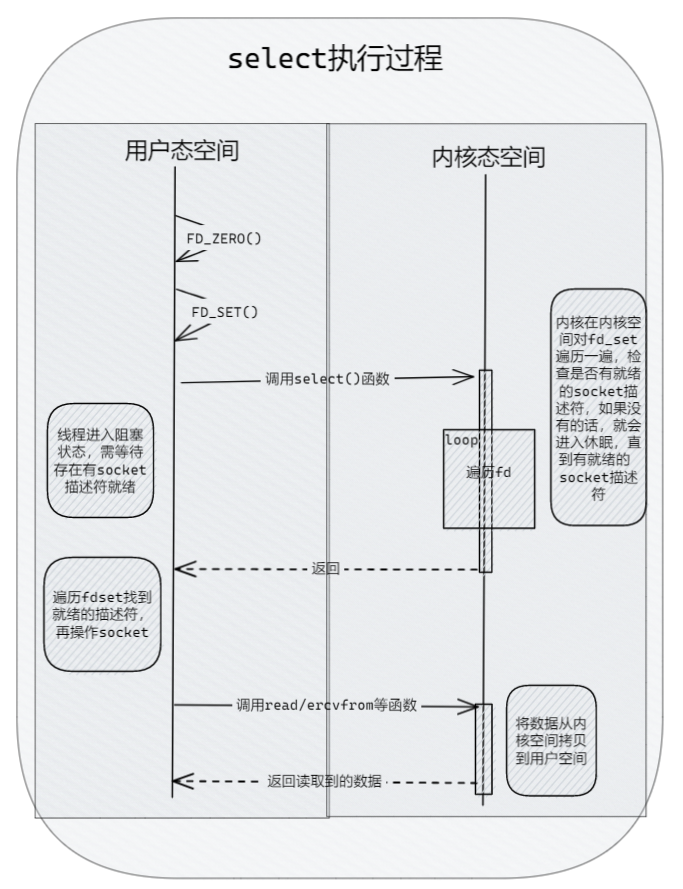 select执行过程
用户态空间
内核态空间
FD_ZERO()
FD_SET()
内核在内核空
间对fd_set
遍历一遍，检
查是否有就绪
的socket描
述符，如果没
有的话，就会
进入休眠，直
到有就绪的
socket描述
符
调用select()函数
线程进入阻塞
状态，需等待
存在有socket
描述符就绪
loop
遍历fd
返回
遍历fdset找到
就绪的描述符，
再操作socket
调用read/ercvfrom等函数
将数据从内
核空间拷贝
到用户空间
返回读取到的数据